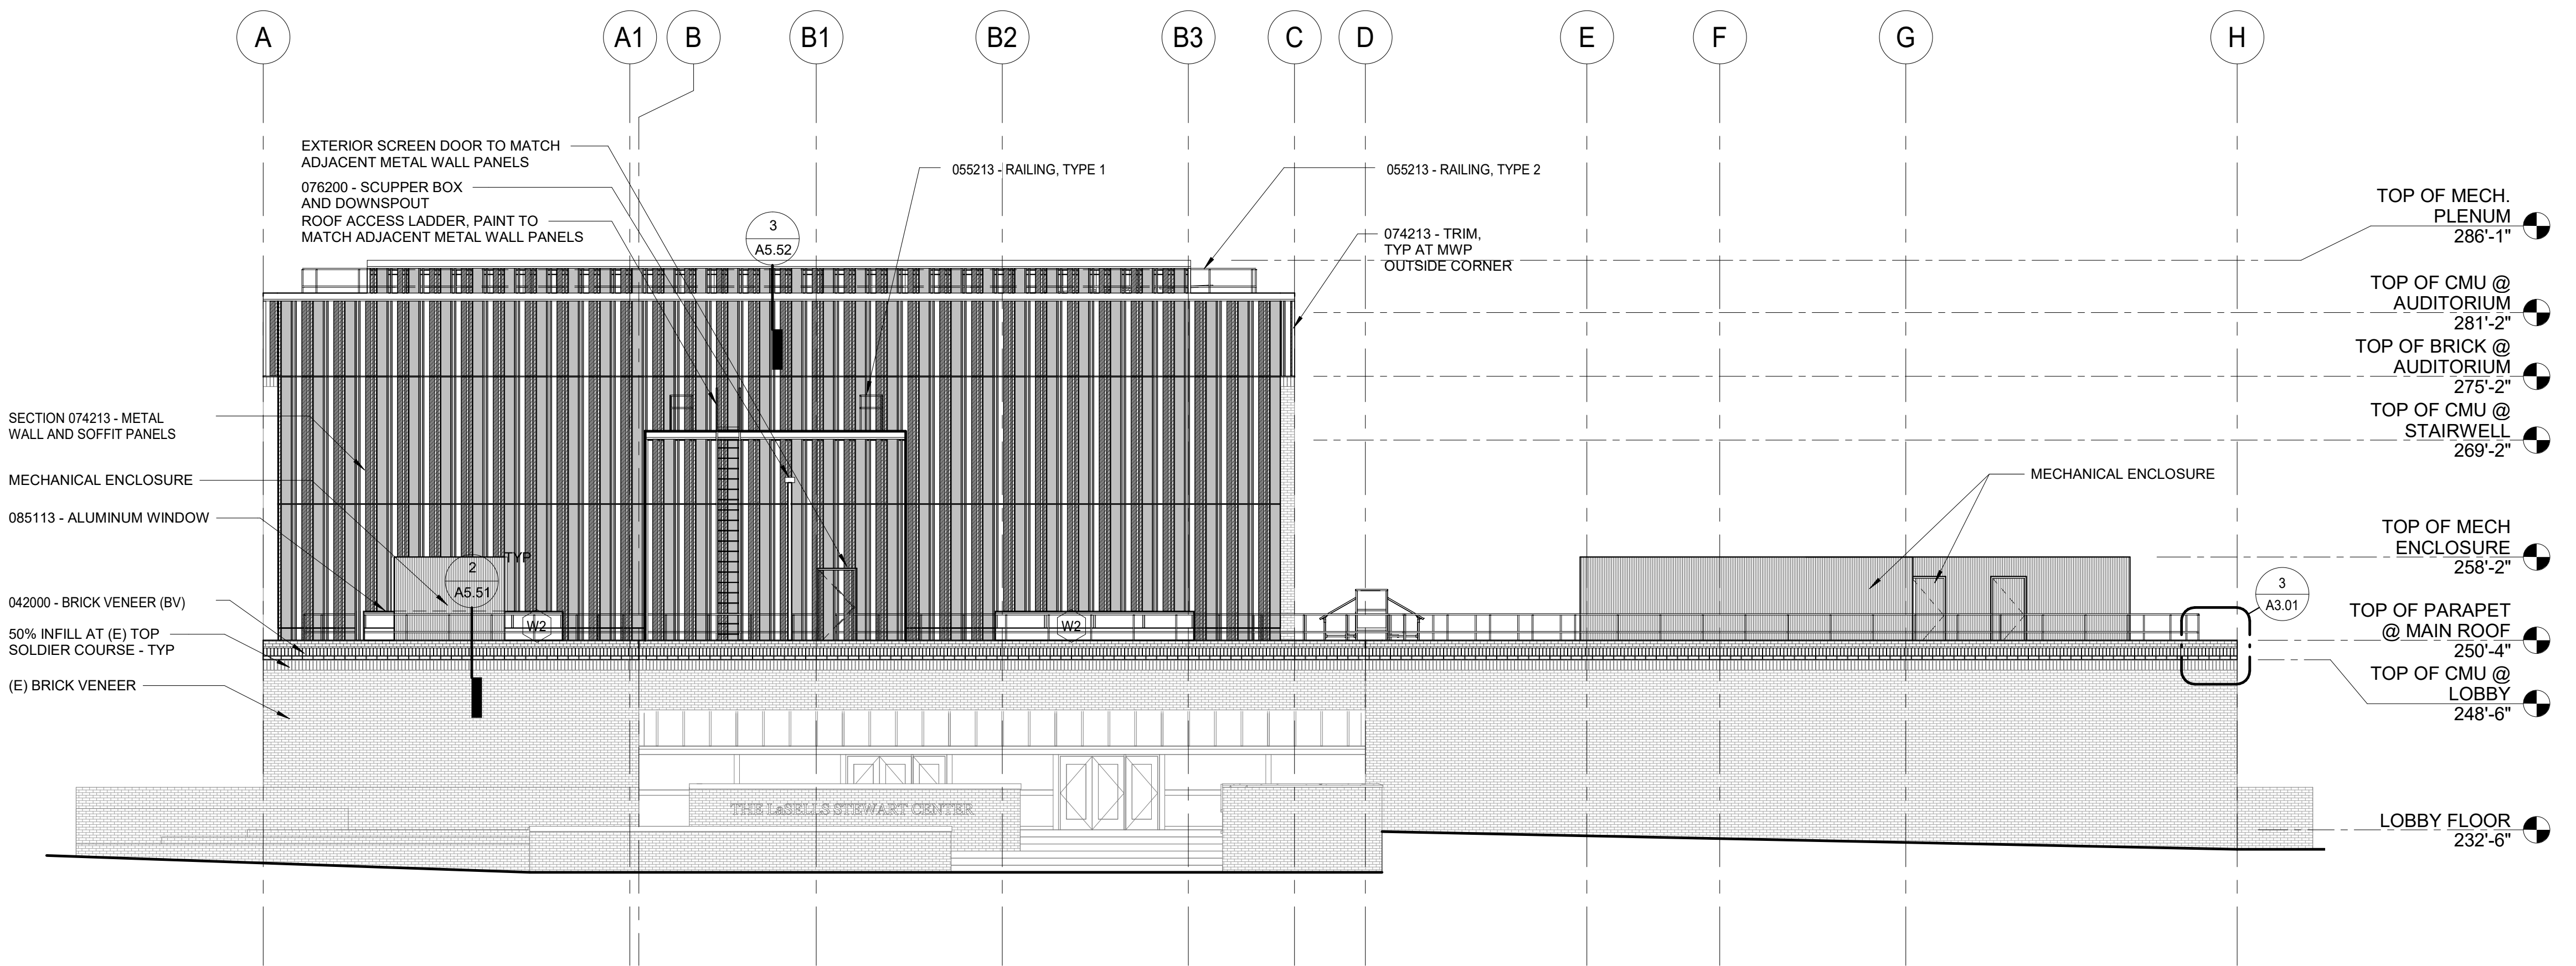 A
A1
B
B1
B2
B3
C
D
E
F
G
H
EXTERIOR SCREEN DOOR TO MATCH
ADJACENT METAL WALL PANELS
076200 - SCUPPER BOX
AND DOWNSPOUT
ROOF ACCESS LADDER, PAINT TO
MATCH ADJACENT METAL WALL PANELS
3
A5.52
055213 - RAILING, TYPE 1
055213 - RAILING, TYPE 2
074213 - TRIM,
TYP AT MWP
OUTSIDE CORNER
TOP OF MECH.
PLENUM
286'-1"
TOP OF CMU @
AUDITORIUM
281'-2"
TOP OF BRICK @
AUDITORIUM
275'-2"
TOP OF CMU @
STAIRWELL
269'-2"
SECTION 074213 - METAL
WALL AND SOFFIT PANELS
MECHANICAL ENCLOSURE
085113 - ALUMINUM WINDOW
042000 - BRICK VENEER (BV)
50% INFILL AT (E) TOP
SOLDIER COURSE - TYP
(E) BRICK VENEER
TYP
2
A5.51
W2
W2
MECHANICAL ENCLOSURE
3
A3.01
TOP OF MECH
ENCLOSURE
258'-2"
TOP OF PARAPET
@ MAIN ROOF
250'-4"
TOP OF CMU @
LOBBY
248'-6"
LOBBY FLOOR
232'-6"
THE LaSELLS STEWART CENTER